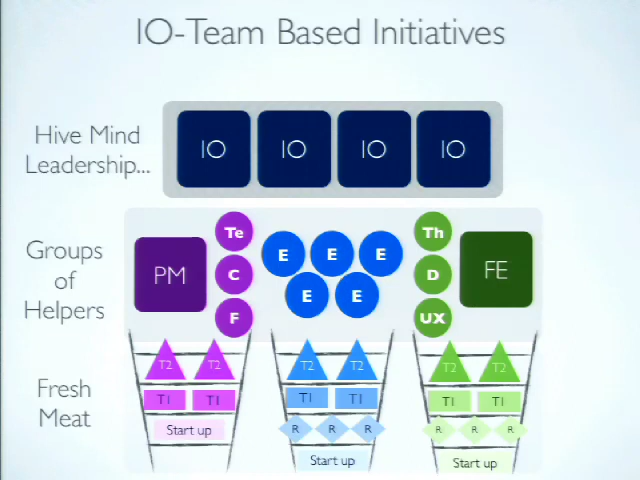 IO-Team Based Initiatives
Hive Mind
Leadership...
IO IO IO IO
Groups
of
Helpers
PM
Te
C
F
E E E
E E
Th
D
UX
FE
Fresh
Meat
T2 T2 T2 T2 T2 T2
T1 T1 T1 T1 T1 T1
Start up R R R R R R
Start up Start up